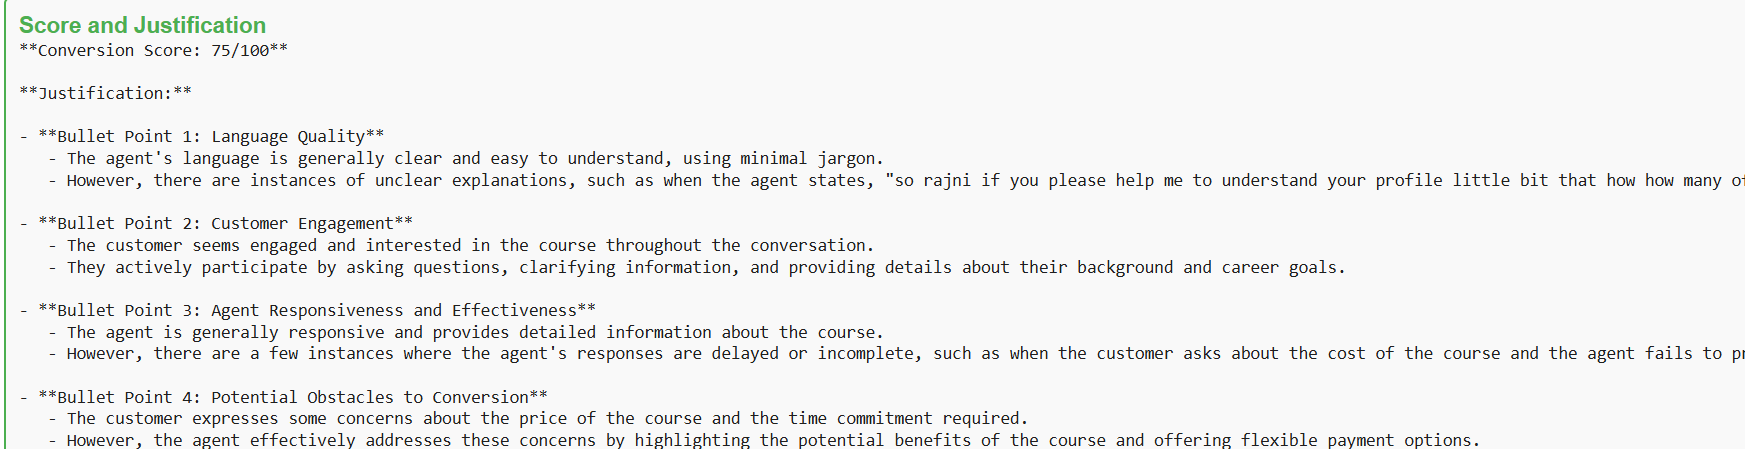 Score and Justification
**Conversion Score: 75/100**
**Justification:**
- **Bullet Point 1: Language Quality**
- The agent's language is generally clear and easy to understand, using minimal jargon.
- However, there are instances of unclear explanations, such as when the agent states, "so rajni if you please help me to understand your profile little bit that how how many of
- **Bullet Point 2: Customer Engagement**
- The customer seems engaged and interested in the course throughout the conversation.
- They actively participate by asking questions, clarifying information, and providing details about their background and career goals.
- **Bullet Point 3: Agent Responsiveness and Effectiveness**
- The agent is generally responsive and provides detailed information about the course.
- However, there are a few instances where the agent's responses are delayed or incomplete, such as when the customer asks about the cost of the course and the agent fails to pr
- **Bullet Point 4: Potential Obstacles to Conversion**
- The customer expresses some concerns about the price of the course and the time commitment required.
- However, the agent effectively addresses these concerns by highlighting the potential benefits of the course and offering flexible payment options.